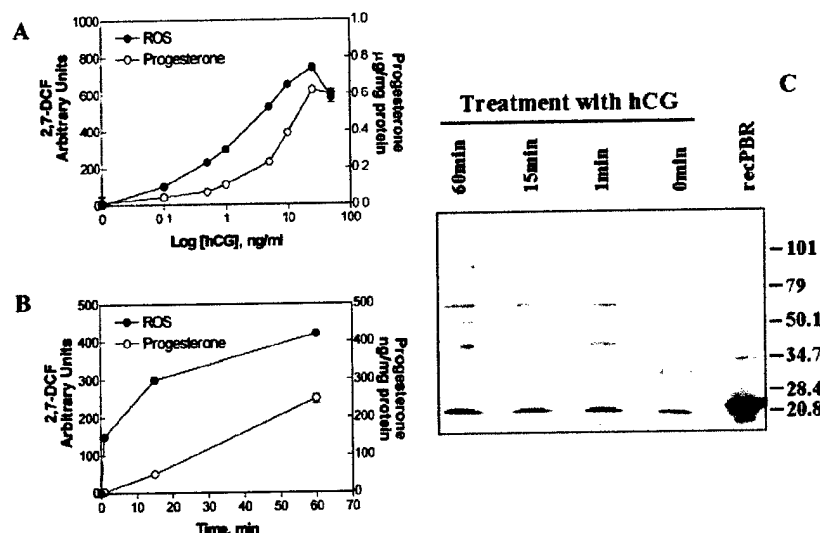 A
1000
800
600
400
200
0
2,7-DCF
Arbitrary Units
ROS
Progesterone
1.0
0.8
0.6
0.4
0.2
0.0
Progesterone
µg/mg protein
0 0 1 1 10 100
Log [hCG], ng/ml
B
500
400
300
200
100
0
2,7-DCF
Arbitrary Units
ROS
Progesterone
500
400
300
200
100
0
Progesterone
ng/mg protein
0 10 20 30 40 50 60 70
Time, min
C
Treatment with hCG
60min
15min
1min
0min
recPBR
-101
-79
-50.1
-34.7
-28.4
-20.8